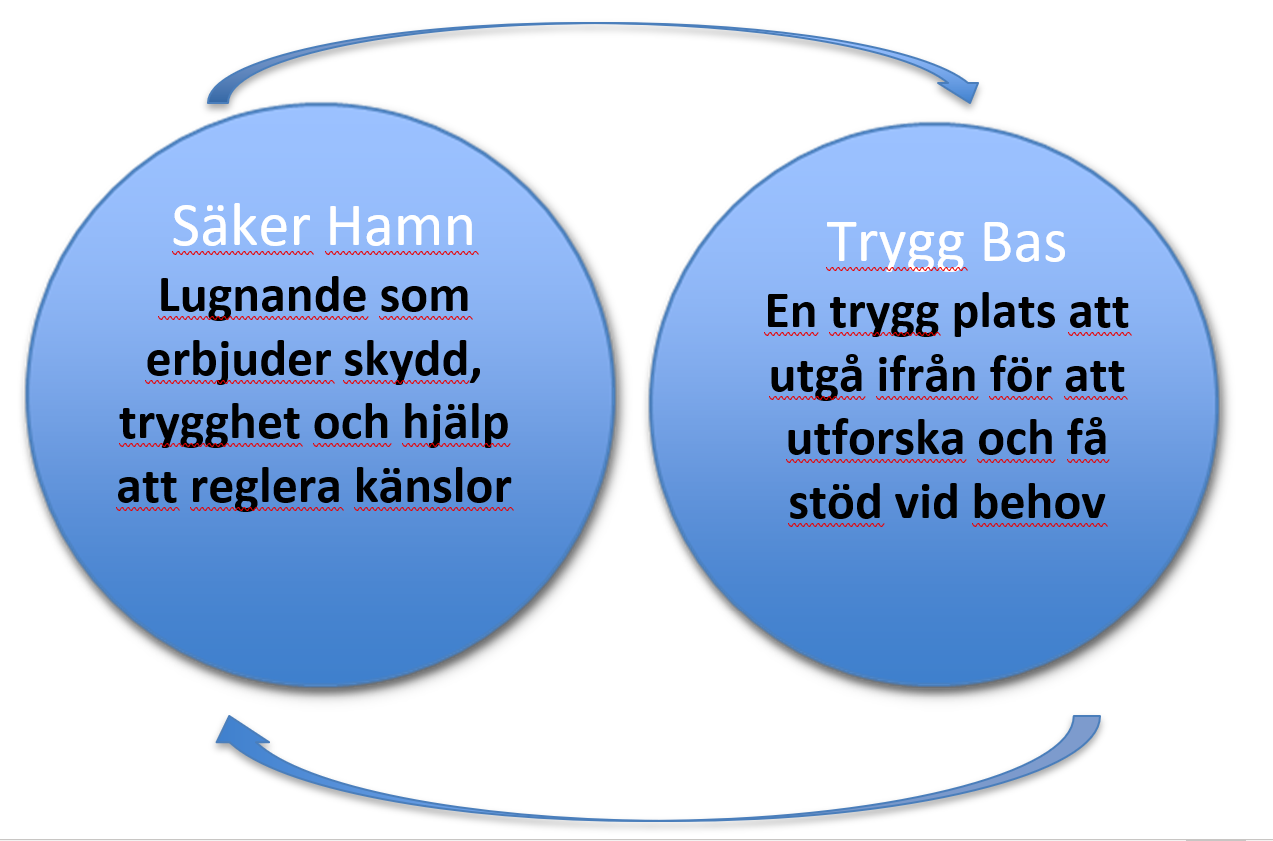 Säker Hamn
Lugnande som
erbjuder skydd,
trygghet och hjälp
att reglera känslor
Trygg Bas
En trygg plats att
utgå ifrån för att
utforska och få
stöd vid behov